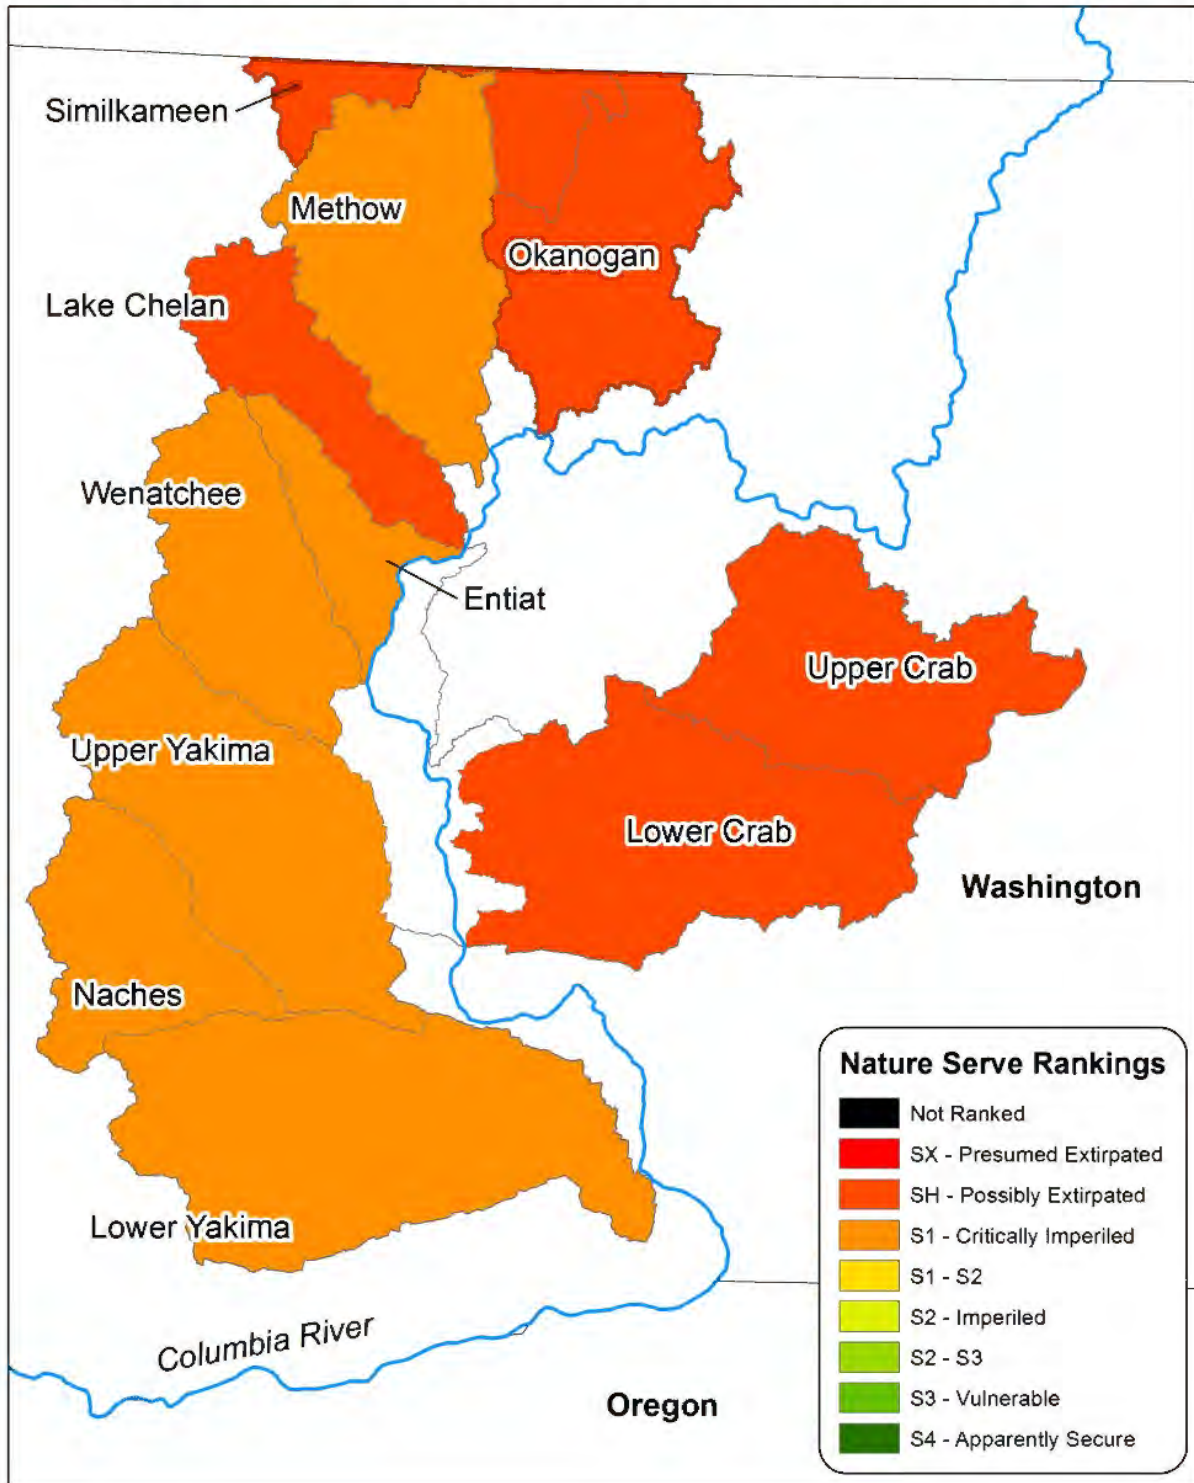 Similkameen
Methow
Okanogan
Lake Chelan
Wenatchee
Entiat
Upper Crab
Upper Yakima
Lower Crab
Washington
Naches
Lower Yakima
Columbia River
Oregon
Nature Serve Rankings
Not Ranked
SX - Presumed Extirpated
SH - Possibly Extirpated
S1 - Critically Imperiled
S1 - S2
S2 - Imperiled
S2 - S3
S3 - Vulnerable
S4 - Apparently Secure